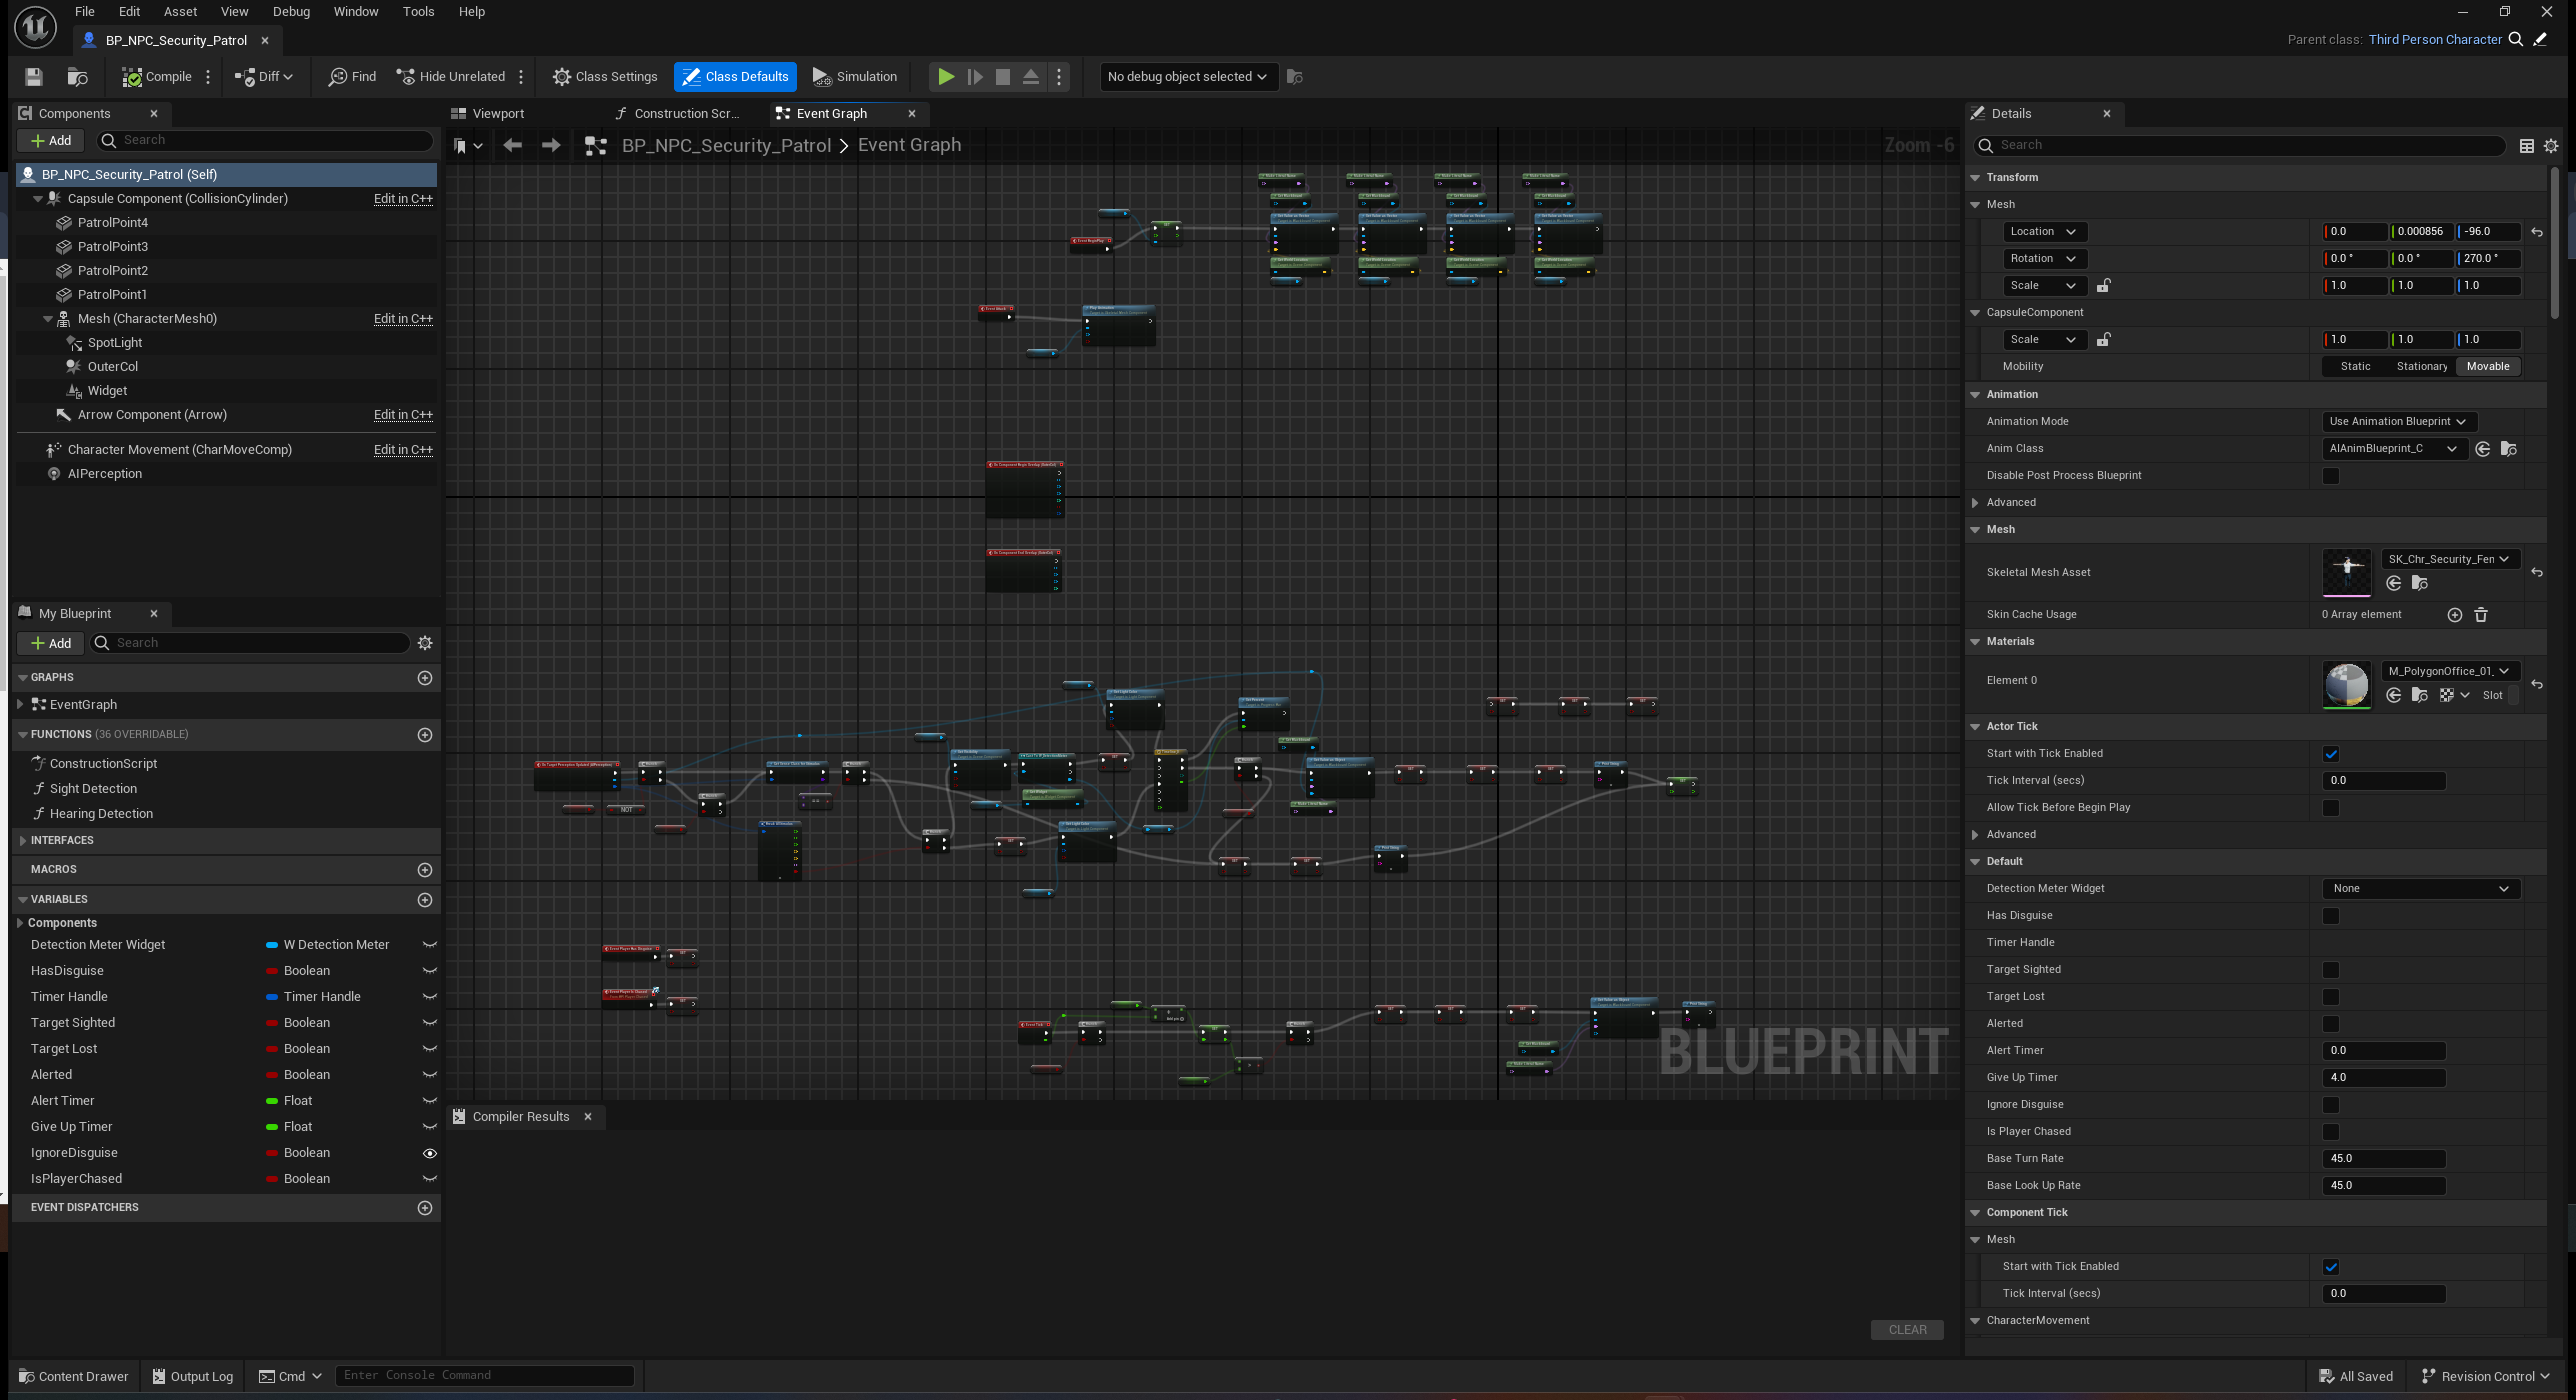 File Edit Asset View Debug Window Tools Help
BP_NPC_Security_Patrol
Parent class: Third Person Character
Compile Diff Find Hide Unrelated Class Settings Class Defaults Simulation No debug object selected
Components
Add Search
BP_NPC_Security_Patrol (Self)
Capsule Component (CollisionCylinder) Edit in C++
PatrolPoint4
PatrolPoint3
PatrolPoint2
PatrolPoint1
Mesh (CharacterMesh0) Edit in C++
SpotLight
OuterCol
Widget
Arrow Component (Arrow) Edit in C++
Character Movement (CharMoveComp) Edit in C++
AIPerception
My Blueprint
Add Search
GRAPHS
EventGraph
FUNCTIONS (36 OVERRIDABLE)
ConstructionScript
Sight Detection
Hearing Detection
INTERFACES
MACROS
VARIABLES
Components
Detection Meter Widget W Detection Meter
HasDisguise Boolean
Timer Handle Timer Handle
Target Sighted Boolean
Target Lost Boolean
Alerted Boolean
Alert Timer Float
Give Up Timer Float
IgnoreDisguise Boolean
IsPlayerChased Boolean
EVENT DISPATCHERS
Viewport Construction Scr... Event Graph
BP_NPC_Security_Patrol > Event Graph
Zoom -6
NOT
BLUEPRINT
Compiler Results
CLEAR
Details
Search
Transform
Mesh
Location 0.0 0.000856 -96.0
Rotation 0.0 ° 0.0 ° 270.0 °
Scale 1.0 1.0 1.0
CapsuleComponent
Scale 1.0 1.0 1.0
Mobility Static Stationary Movable
Animation
Animation Mode Use Animation Blueprint
Anim Class AIAnimBlueprint_C
Disable Post Process Blueprint
Advanced
Mesh
Skeletal Mesh Asset SK_Chr_Security_Fen
Skin Cache Usage 0 Array element
Materials
Element 0 M_PolygonOffice_01_
Slot
Actor Tick
Start with Tick Enabled
Tick Interval (secs) 0.0
Allow Tick Before Begin Play
Advanced
Default
Detection Meter Widget None
Has Disguise
Timer Handle
Target Sighted
Target Lost
Alerted
Alert Timer 0.0
Give Up Timer 4.0
Ignore Disguise
Is Player Chased
Base Turn Rate 45.0
Base Look Up Rate 45.0
Component Tick
Mesh
Start with Tick Enabled
Tick Interval (secs) 0.0
CharacterMovement
Content Drawer Output Log Cmd Enter Console Command All Saved Revision Control